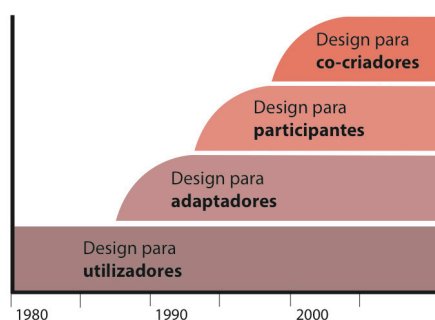 Design para
co-criadores
Design para
participantes
Design para
adaptadores
Design para
utilizadores
1980 1990 2000